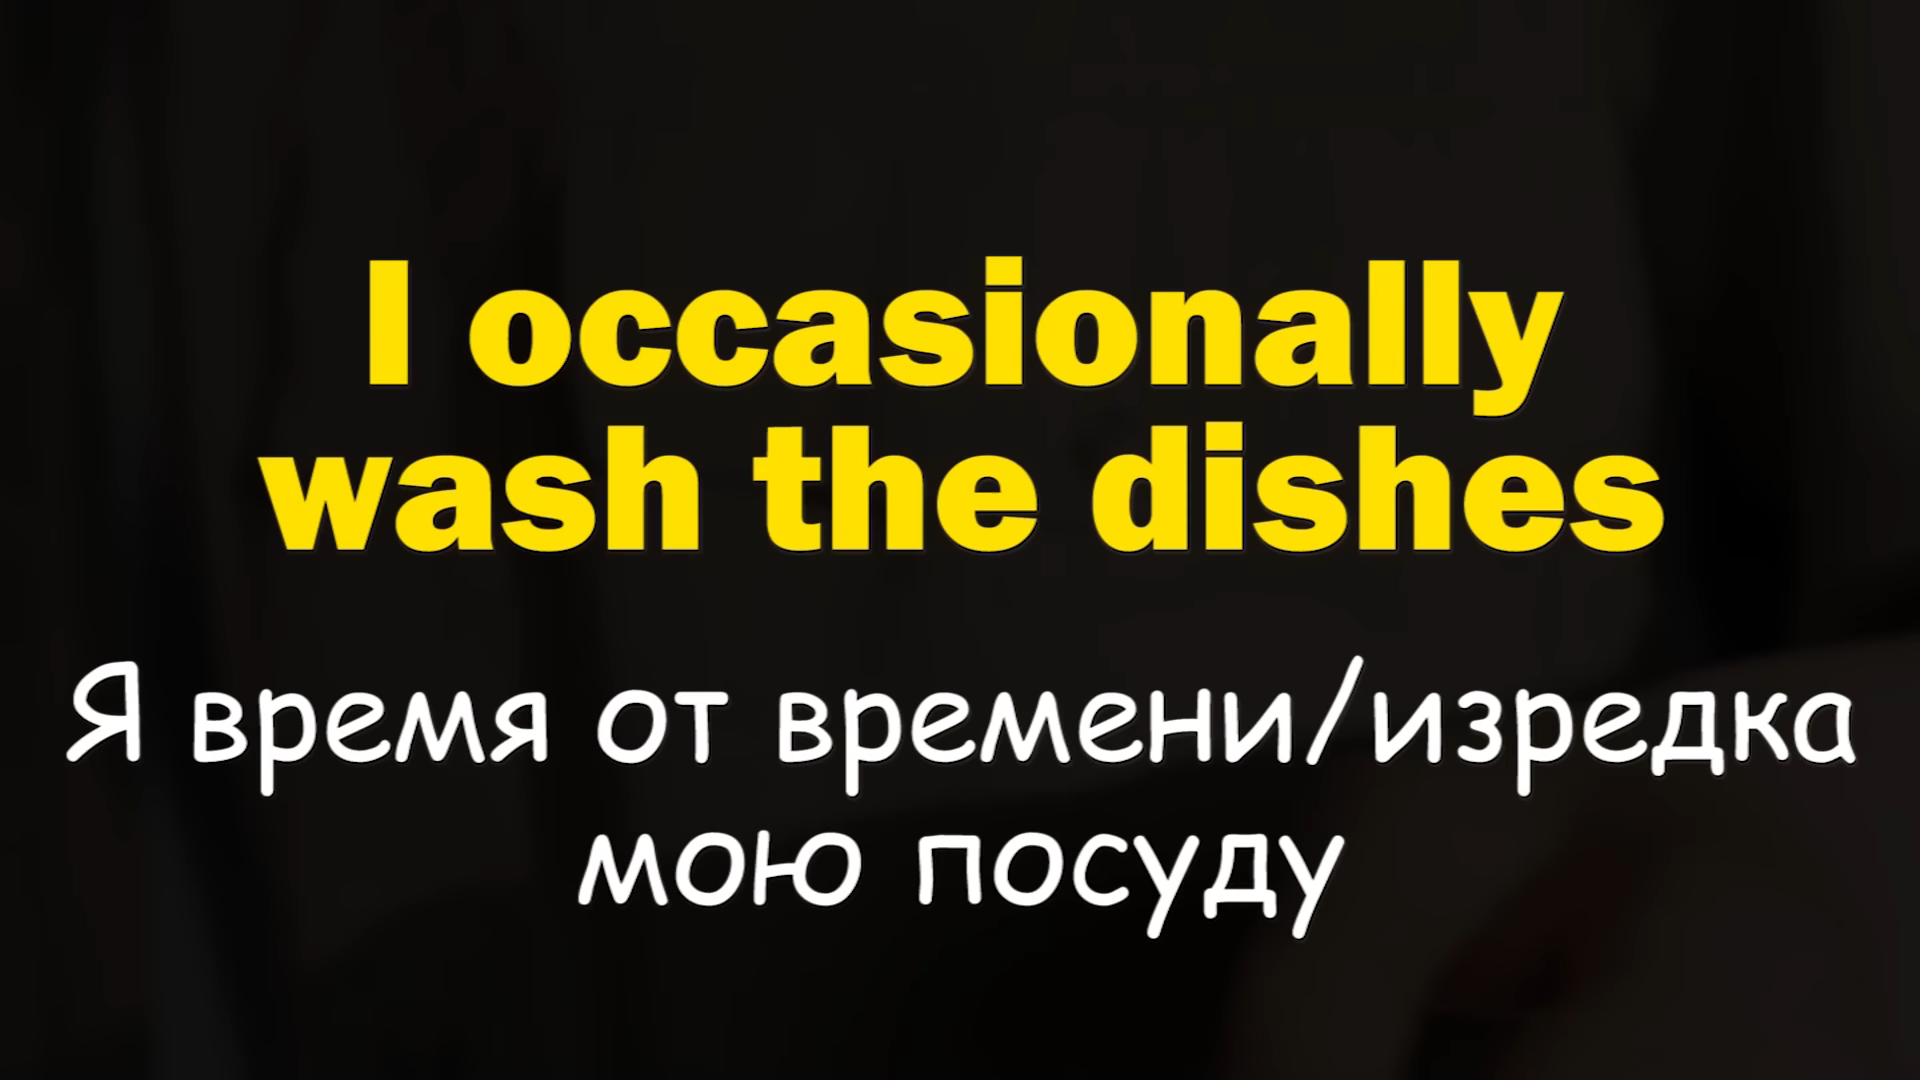 I occasionally
wash the dishes
Я время от времени/изредка
мою посуду